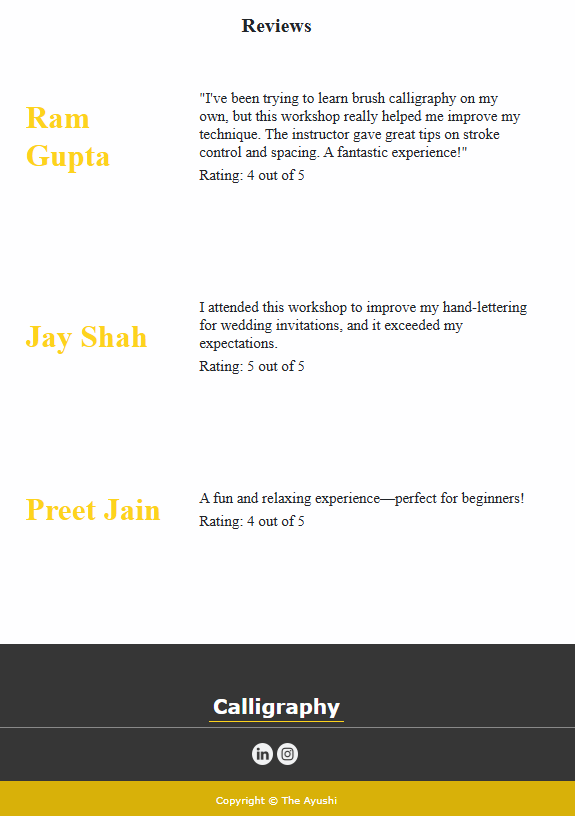 Reviews
Ram
Gupta
"I've been trying to learn brush calligraphy on my
own, but this workshop really helped me improve my
technique. The instructor gave great tips on stroke
control and spacing. A fantastic experience!"
Rating: 4 out of 5
Jay Shah
I attended this workshop to improve my hand-lettering
for wedding invitations, and it exceeded my
expectations.
Rating: 5 out of 5
Preet Jain
A fun and relaxing experience—perfect for beginners!
Rating: 4 out of 5
Calligraphy
in
Copyright © The Ayushi